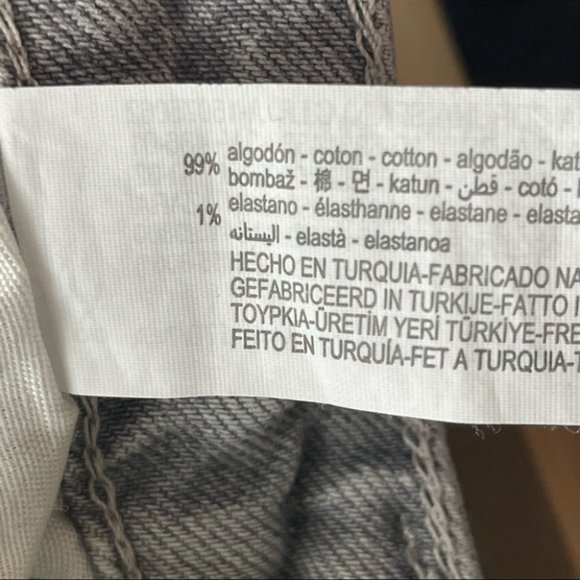 99% algodón - coton - cotton - algodão - kat
bombaž - 棉 - 면 - katun - قطن - cotó -
1% elastano - élasthanne - elastane - elasta
اليستانه - elastà - elastanoa
HECHO EN TURQUIA-FABRICADO NA
GEFABRICEERD IN TURKIJE-FATTO
ΤΟΥΡΚΙΑ-ÜRETİM YERİ TÜRKİYE-FRE
FEITO EN TURQUÍA-FET A TURQUIA-